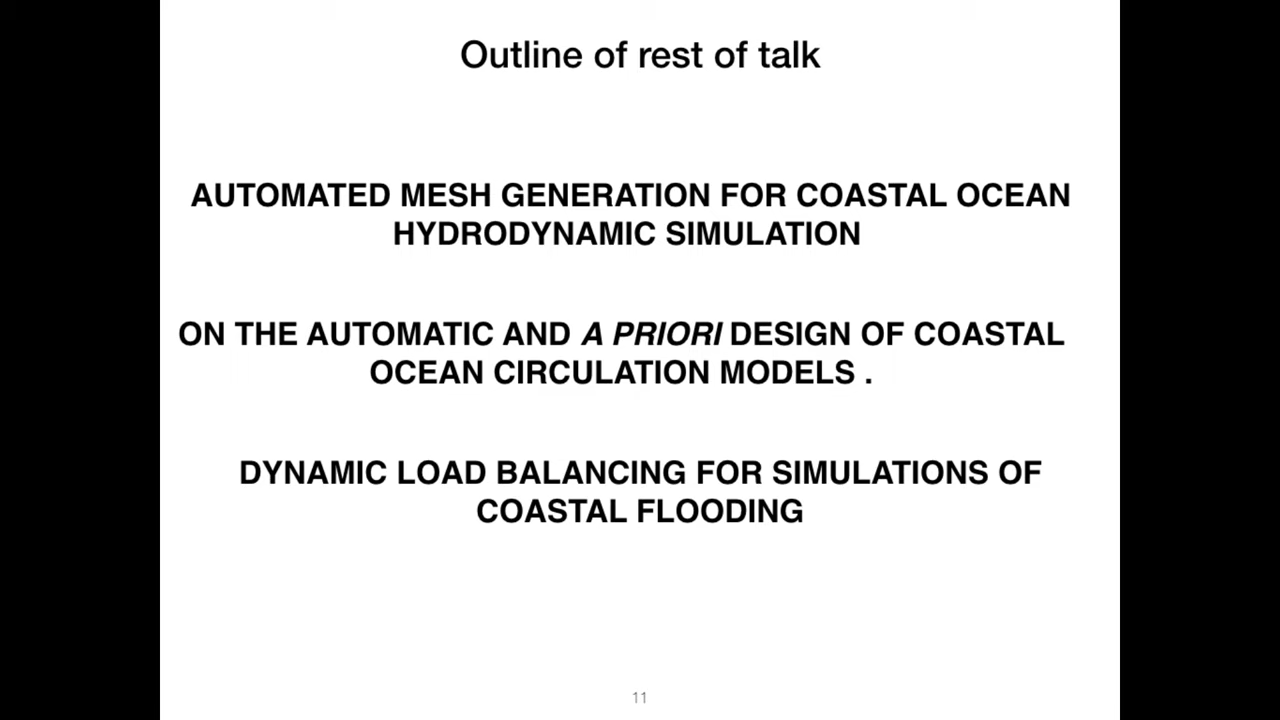 Outline of rest of talk
AUTOMATED MESH GENERATION FOR COASTAL OCEAN
HYDRODYNAMIC SIMULATION
ON THE AUTOMATIC AND A PRIORI DESIGN OF COASTAL
OCEAN CIRCULATION MODELS .
DYNAMIC LOAD BALANCING FOR SIMULATIONS OF
COASTAL FLOODING
11